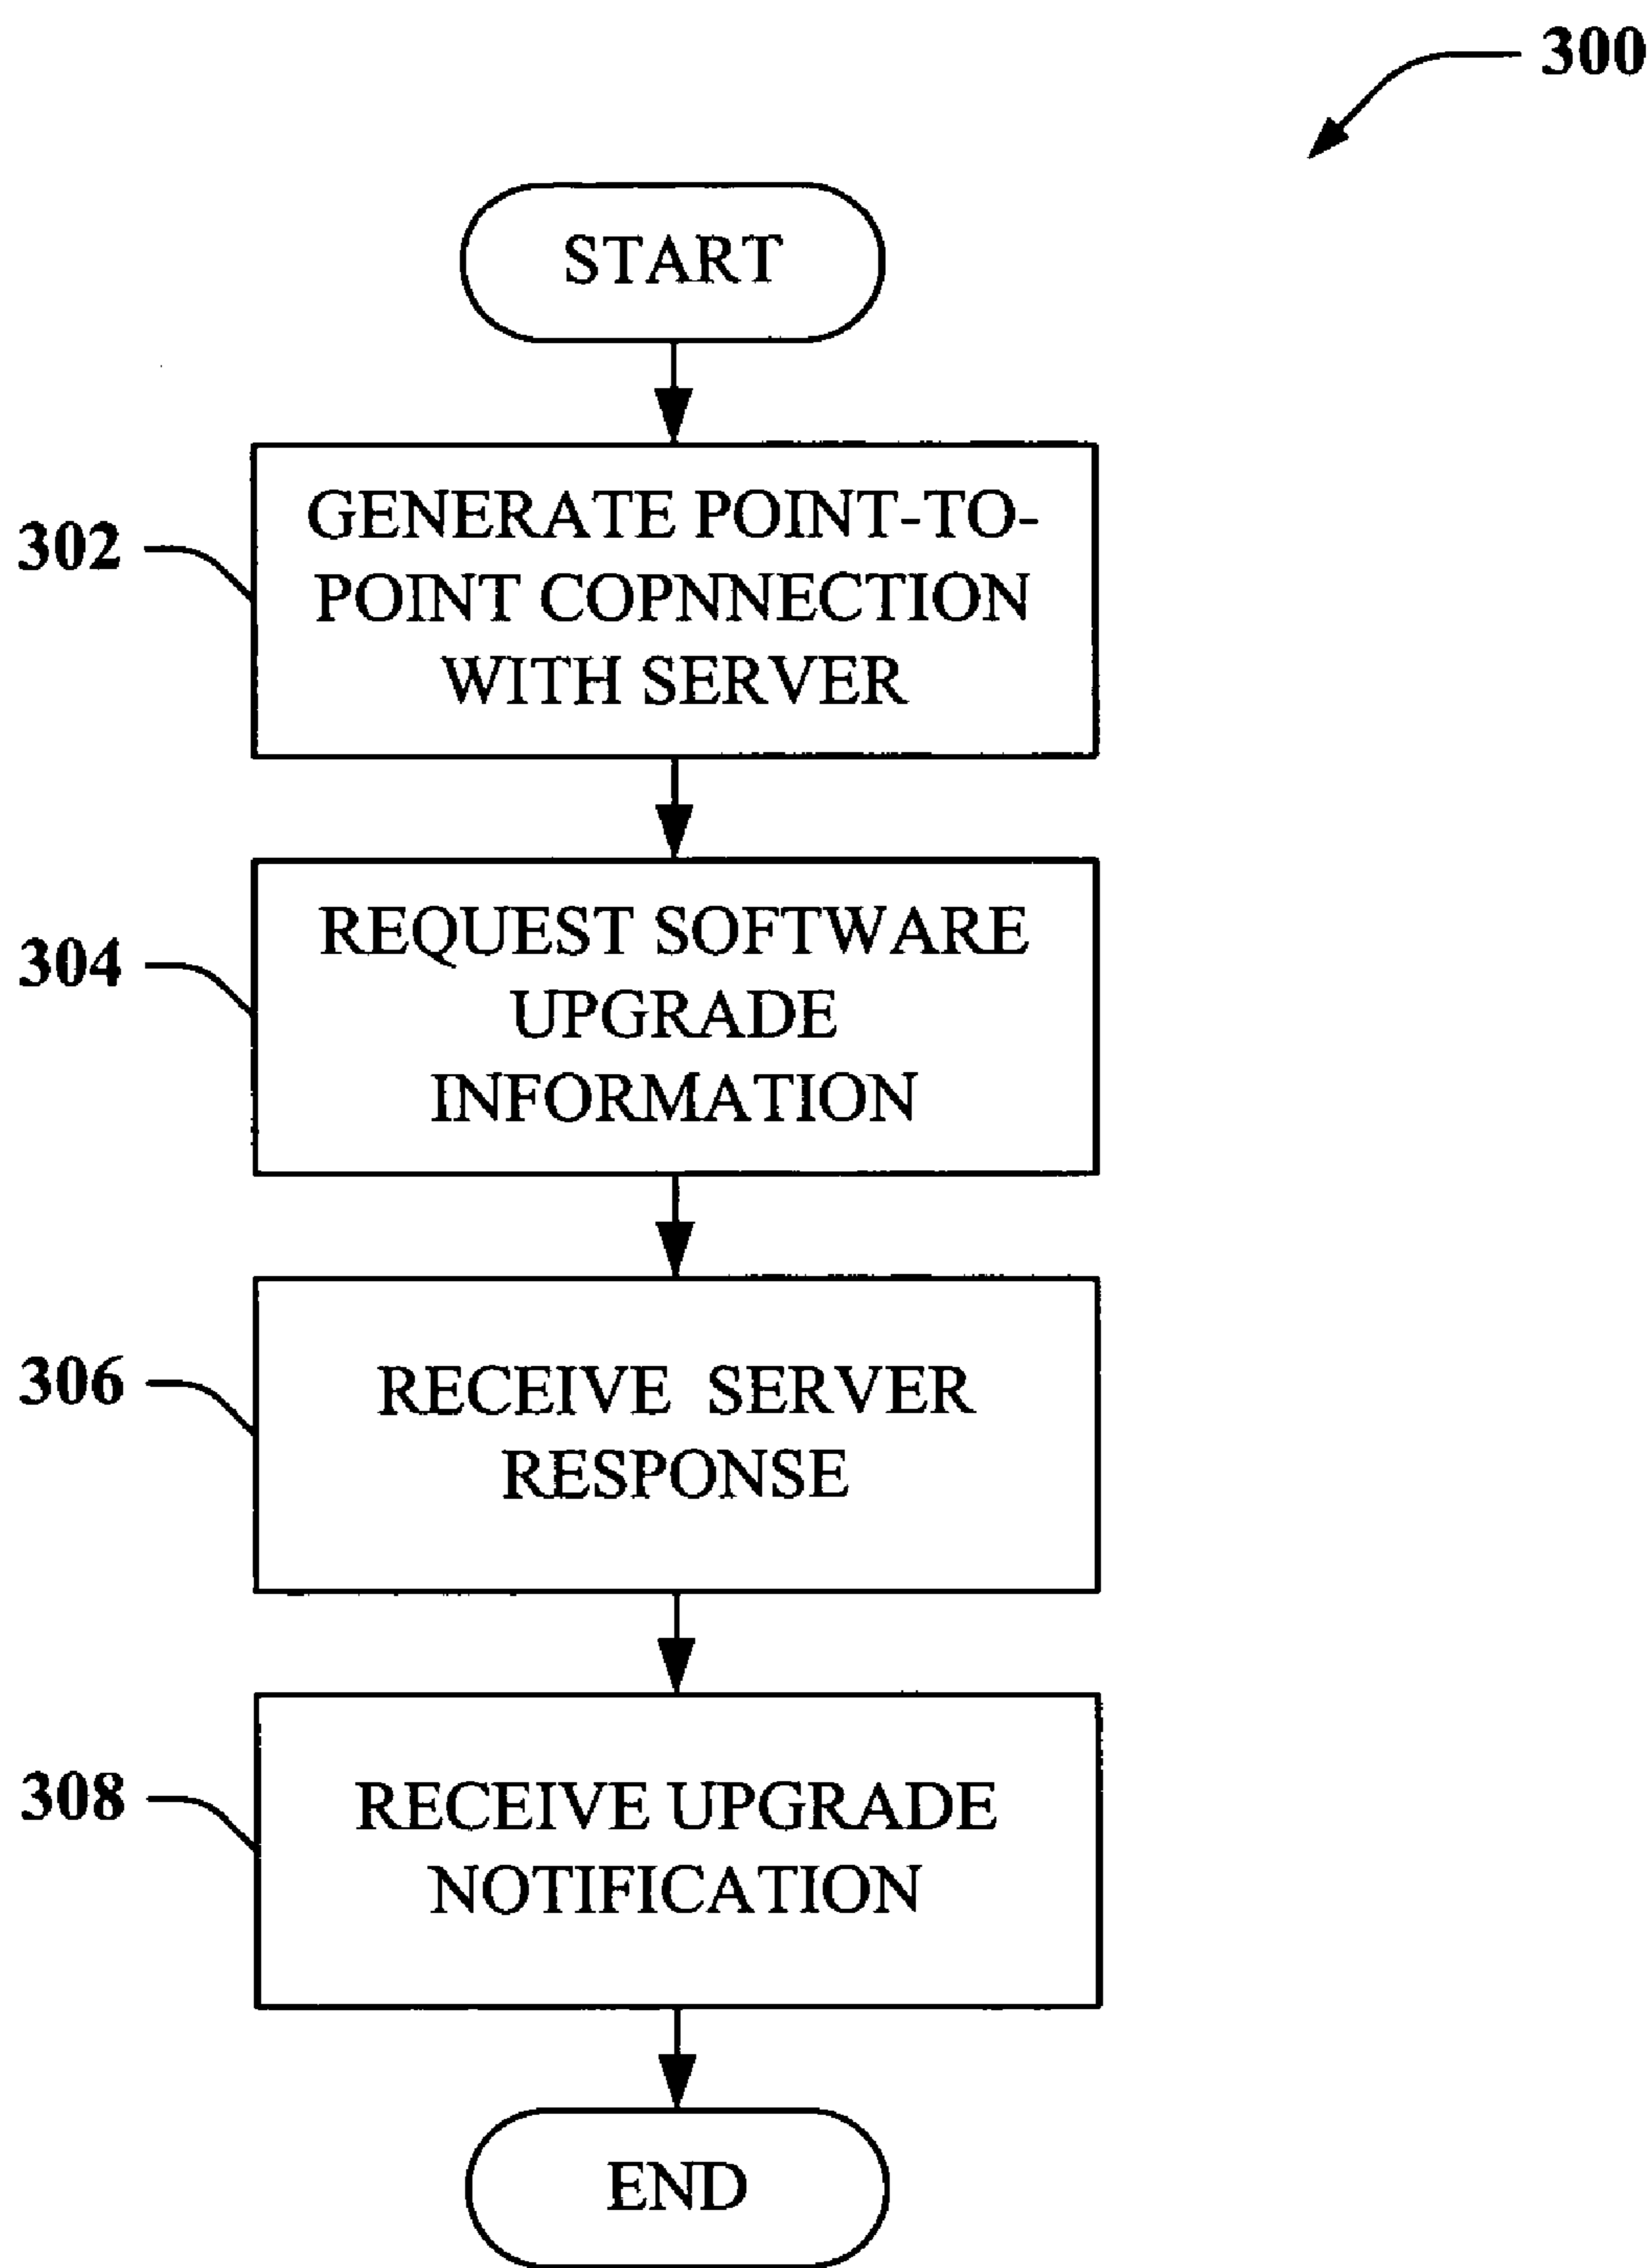 300
START
302
GENERATE POINT-TO-
POINT COPNNECTION
WITH SERVER
304
REQUEST SOFTWARE
UPGRADE
INFORMATION
306
RECEIVE SERVER
RESPONSE
308
RECEIVE UPGRADE
NOTIFICATION
END